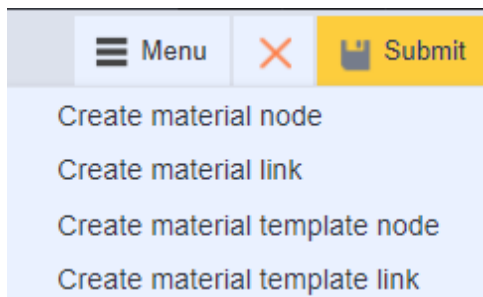 Menu Submit
Create material node
Create material link
Create material template node
Create material template link